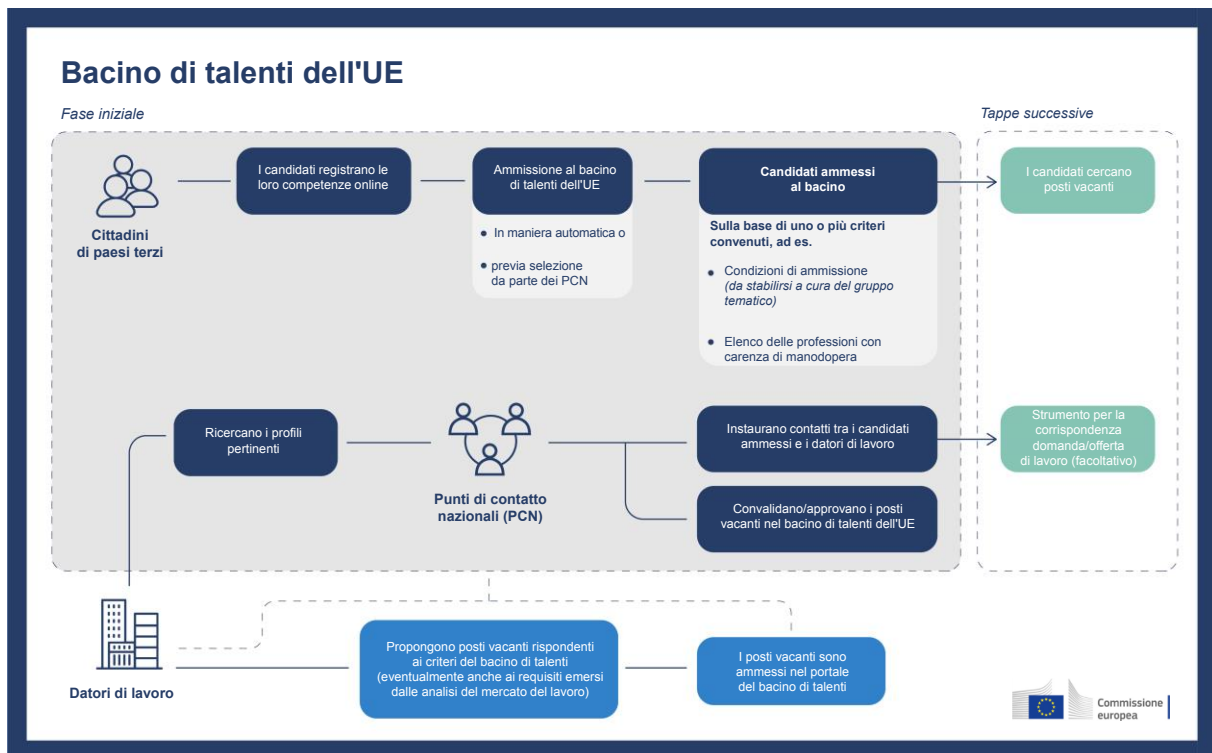 Bacino di talenti dell'UE
Fase iniziale
Tappe successive
Cittadini
di paesi terzi
I candidati registrano le
loro competenze online
Ammissione al bacino
di talenti dell'UE
In maniera automatica o
previa selezione
da parte dei PCN
Candidati ammessi
al bacino
Sulla base di uno o più criteri
convenuti, ad es.
Condizioni di ammissione
(da stabilirsi a cura del gruppo
tematico)
Elenco delle professioni con
carenza di manodopera
I candidati cercano
posti vacanti
Ricercano i profili
pertinenti
Punti di contatto
nazionali (PCN)
Instaurano contatti tra i candidati
ammessi e i datori di lavoro
Convalidano/approvano i posti
vacanti nel bacino di talenti dell'UE
Strumento per la
corrispondenza
domanda/offerta
di lavoro (facoltativo)
Datori di lavoro
Propongono posti vacanti rispondenti
ai criteri del bacino di talenti
(eventualmente anche ai requisiti emersi
dalle analisi del mercato del lavoro)
I posti vacanti sono
ammessi nel portale
del bacino di talenti
Commissione
europea